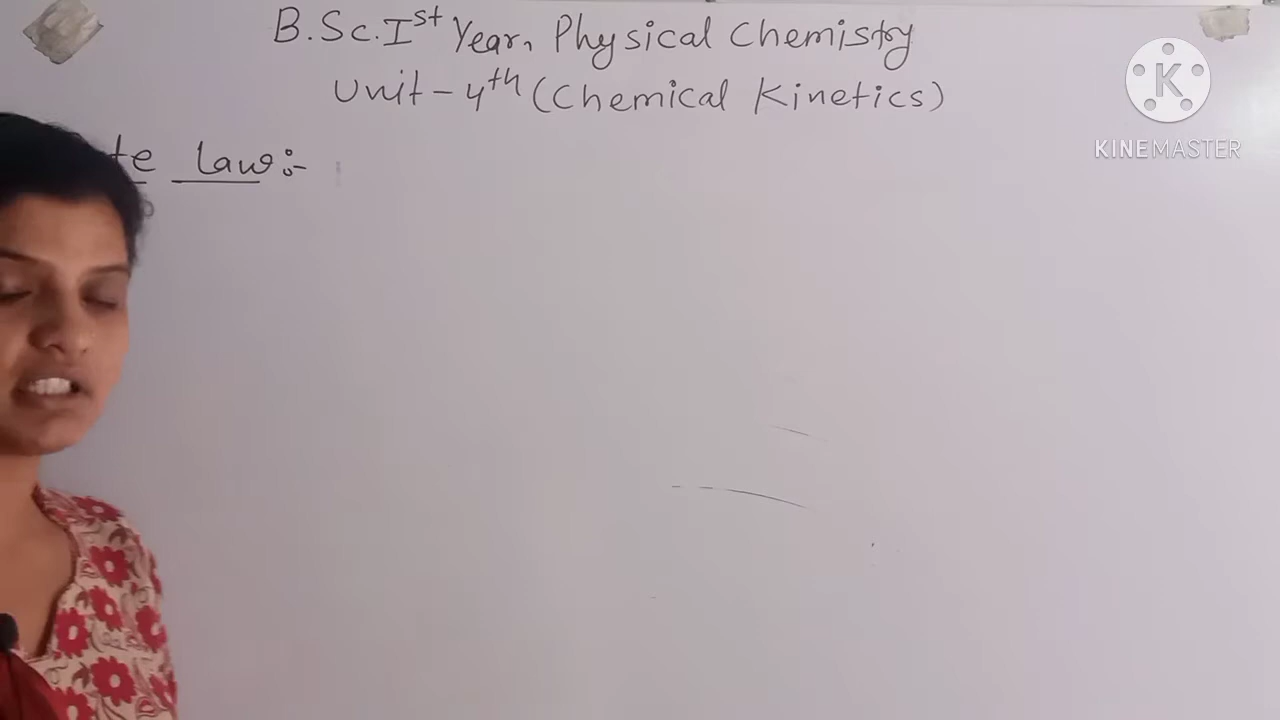 B.Sc. Ist Year, Physical Chemistry
Unit - 4th (Chemical Kinetics)
te Law :-
K
KINEMASTER